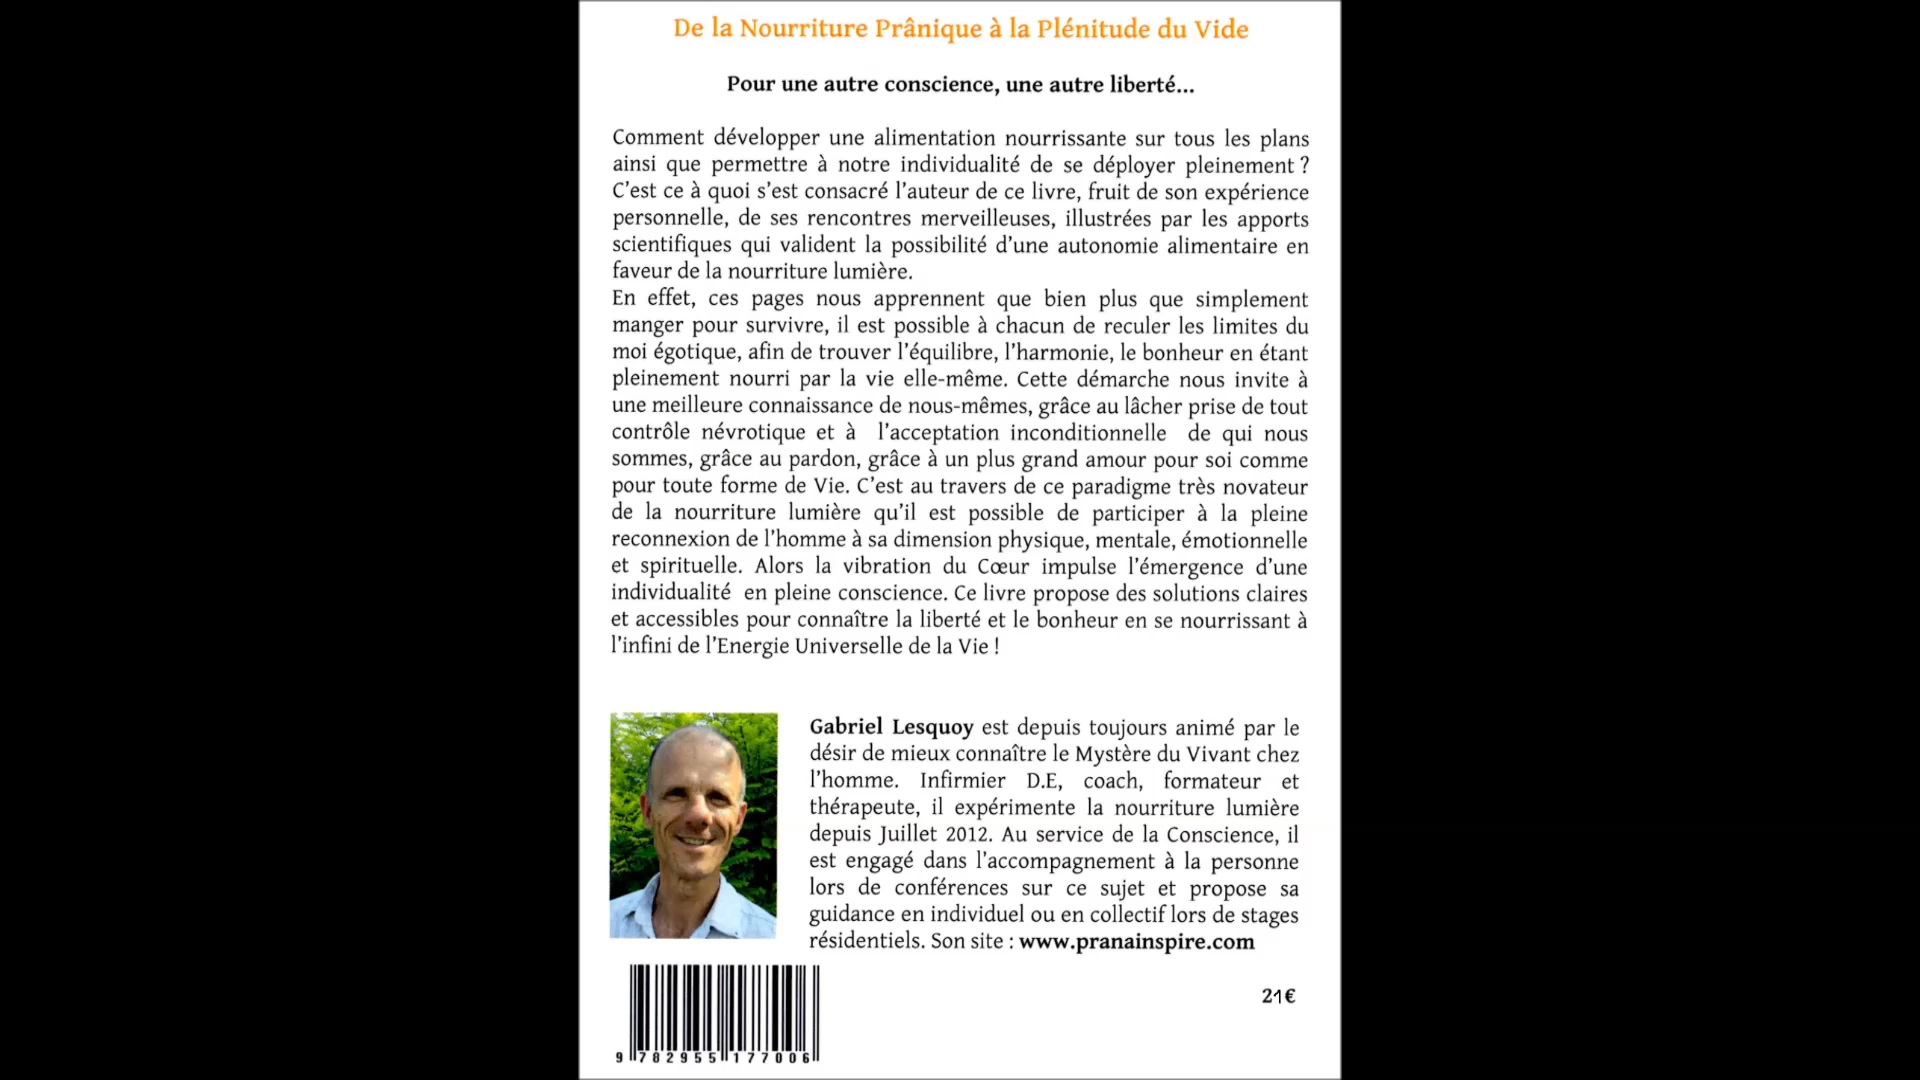 De la Nourriture Prânique à la Plénitude du Vide
Pour une autre conscience, une autre liberté...
Comment développer une alimentation nourrissante sur tous les plans
ainsi que permettre à notre individualité de se déployer pleinement ?
C’est ce à quoi s’est consacré l’auteur de ce livre, fruit de son expérience
personnelle, de ses rencontres merveilleuses, illustrées par les apports
scientifiques qui valident la possibilité d’une autonomie alimentaire en
faveur de la nourriture lumière.
En effet, ces pages nous apprennent que bien plus que simplement
manger pour survivre, il est possible à chacun de reculer les limites du
moi égotique, afin de trouver l’équilibre, l’harmonie, le bonheur en étant
pleinement nourri par la vie elle-même. Cette démarche nous invite à
une meilleure connaissance de nous-mêmes, grâce au lâcher prise de tout
contrôle névrotique et à l’acceptation inconditionnelle de qui nous
sommes, grâce au pardon, grâce à un plus grand amour pour soi comme
pour toute forme de Vie. C’est au travers de ce paradigme très novateur
de la nourriture lumière qu’il est possible de participer à la pleine
reconnexion de l’homme à sa dimension physique, mentale, émotionnelle
et spirituelle. Alors la vibration du Cœur impulse l’émergence d’une
individualité en pleine conscience. Ce livre propose des solutions claires
et accessibles pour connaître la liberté et le bonheur en se nourrissant à
l’infini de l’Energie Universelle de la Vie !
Gabriel Lesquoy est depuis toujours animé par le
désir de mieux connaître le Mystère du Vivant chez
l’homme. Infirmier D.E, coach, formateur et
thérapeute, il expérimente la nourriture lumière
depuis Juillet 2012. Au service de la Conscience, il
est engagé dans l’accompagnement à la personne
lors de conférences sur ce sujet et propose sa
guidance en individuel ou en collectif lors de stages
résidentiels. Son site : www.pranainspire.com
21€
9 782955 177006